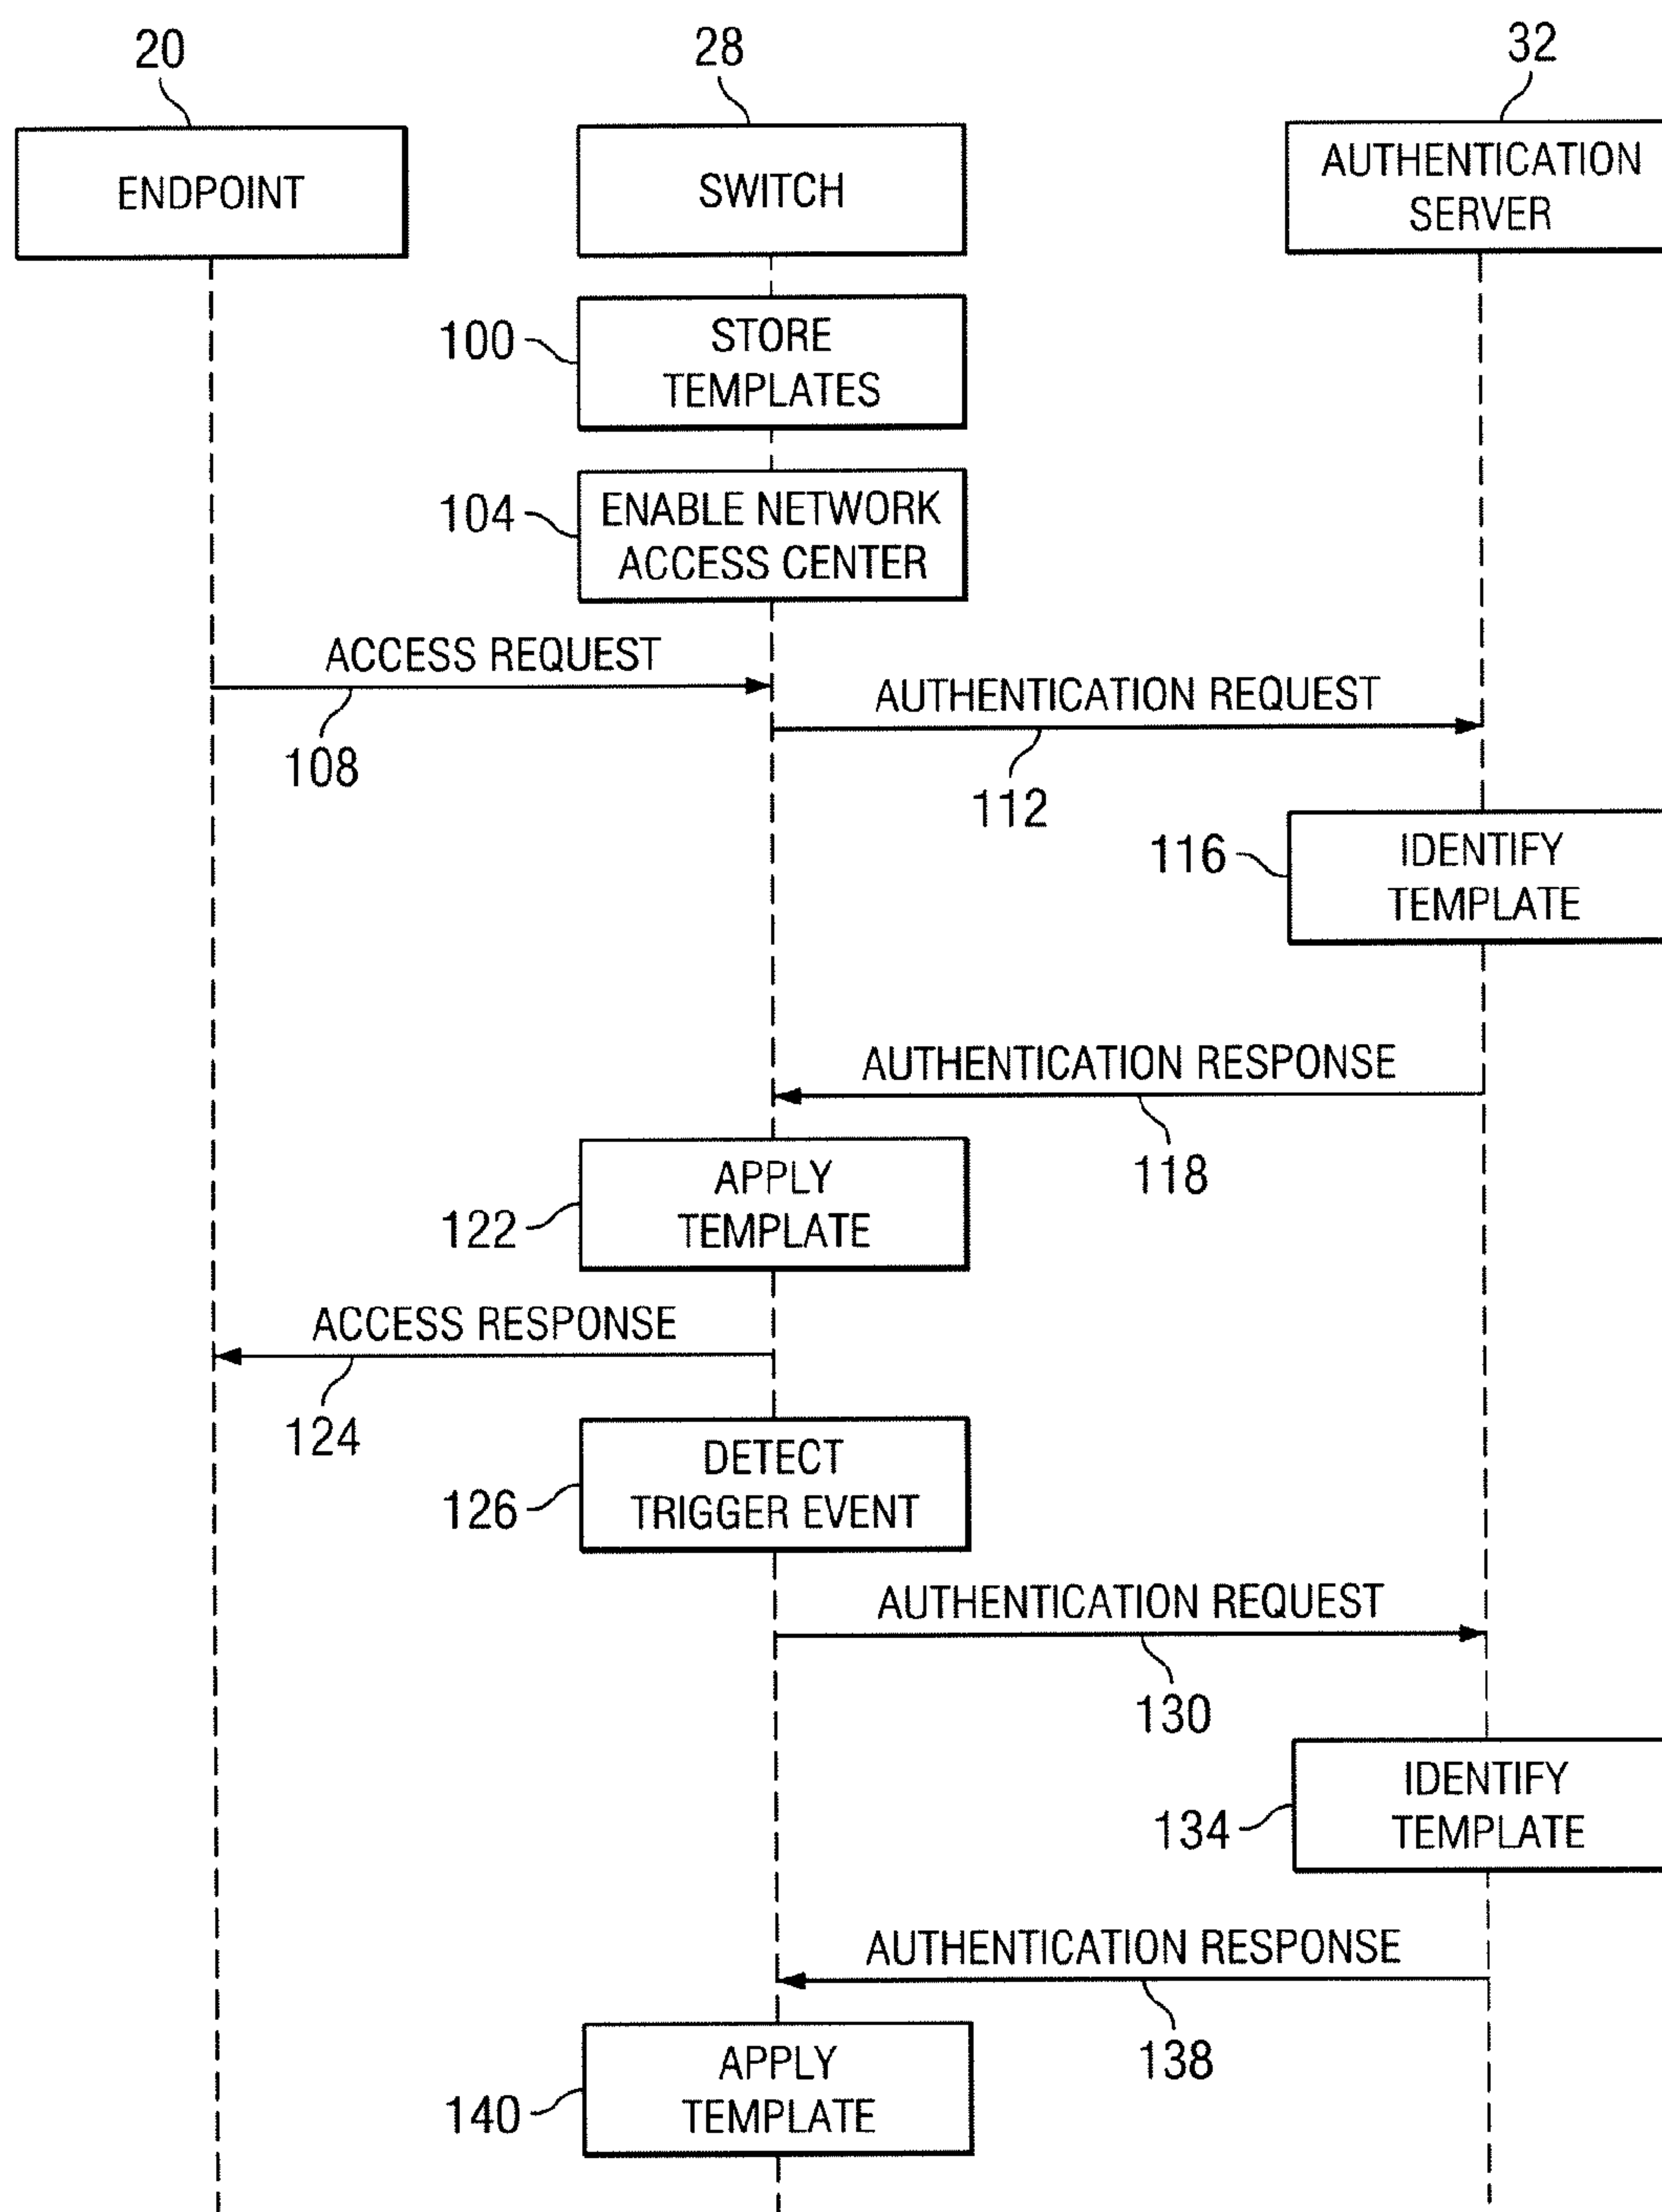 20
28
32
ENDPOINT
SWITCH
AUTHENTICATION
SERVER
100
STORE
TEMPLATES
104
ENABLE NETWORK
ACCESS CENTER
ACCESS REQUEST
108
AUTHENTICATION REQUEST
112
116
IDENTIFY
TEMPLATE
AUTHENTICATION RESPONSE
118
122
APPLY
TEMPLATE
ACCESS RESPONSE
124
126
DETECT
TRIGGER EVENT
AUTHENTICATION REQUEST
130
134
IDENTIFY
TEMPLATE
AUTHENTICATION RESPONSE
138
140
APPLY
TEMPLATE